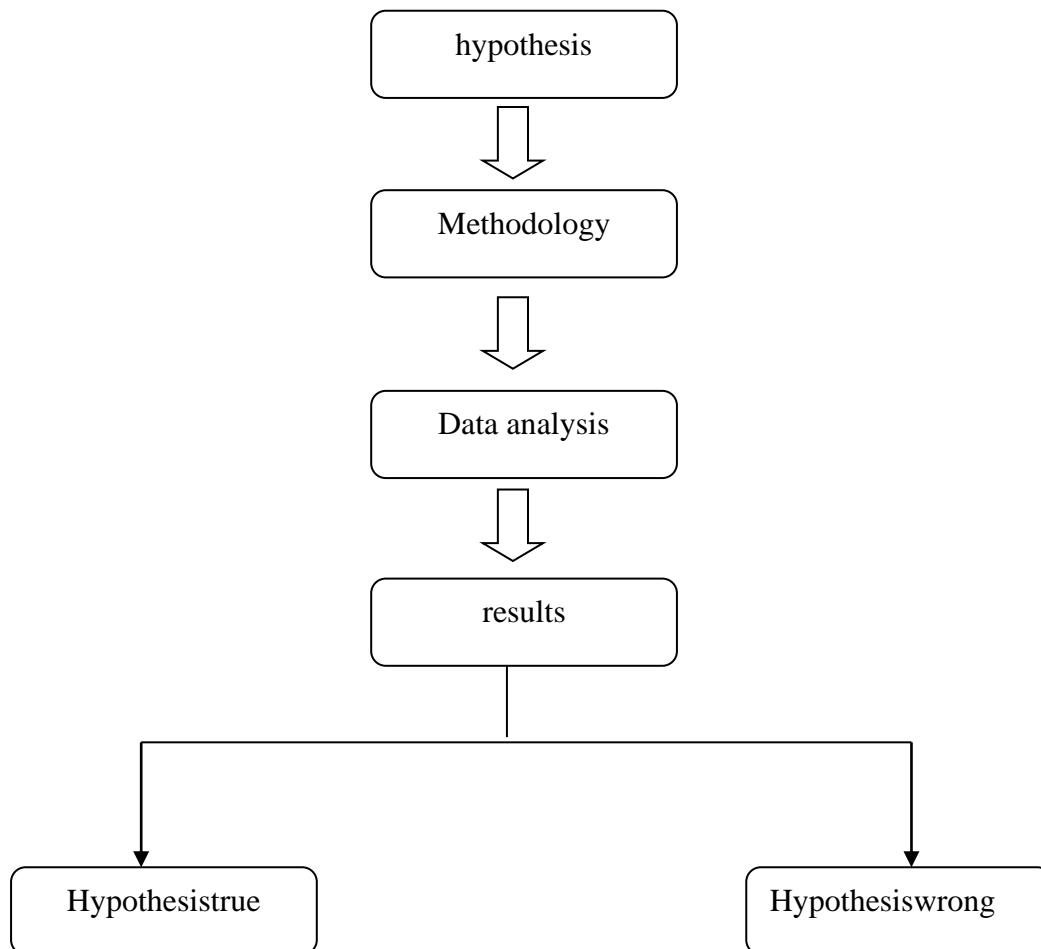 hypothesis
Methodology
Data analysis
results
Hypothesistrue
Hypothesiswrong